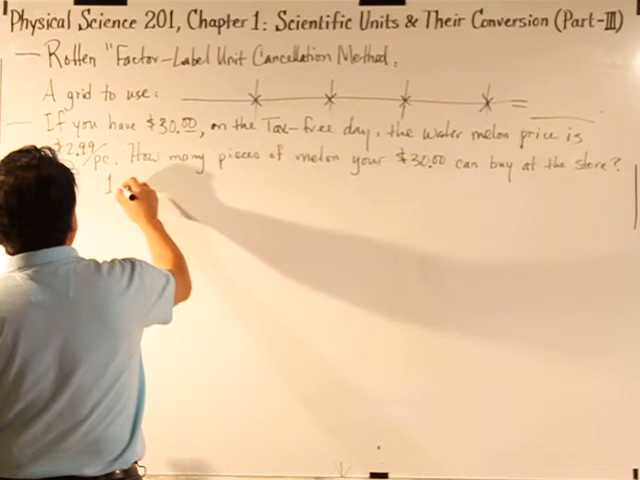 Physical Science 201, Chapter 1: Scientific Units & Their Conversion (Part-III)
— Rotten "Factor-Label Unit Cancellation Method,
A grid to use:
— If you have $30.00, on the Tax-free day, the water melon price is
$2.99/pc. How many pieces of melon your $30.00 can buy at the store?
1